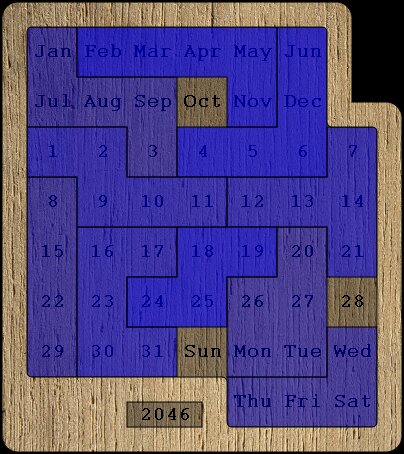 Jan Feb Mar Apr May Jun
Jul Aug Sep Oct Nov Dec
1 2 3 4 5 6 7
8 9 10 11 12 13 14
15 16 17 18 19 20 21
22 23 24 25 26 27 28
29 30 31 Sun Mon Tue Wed
Thu Fri Sat
2046